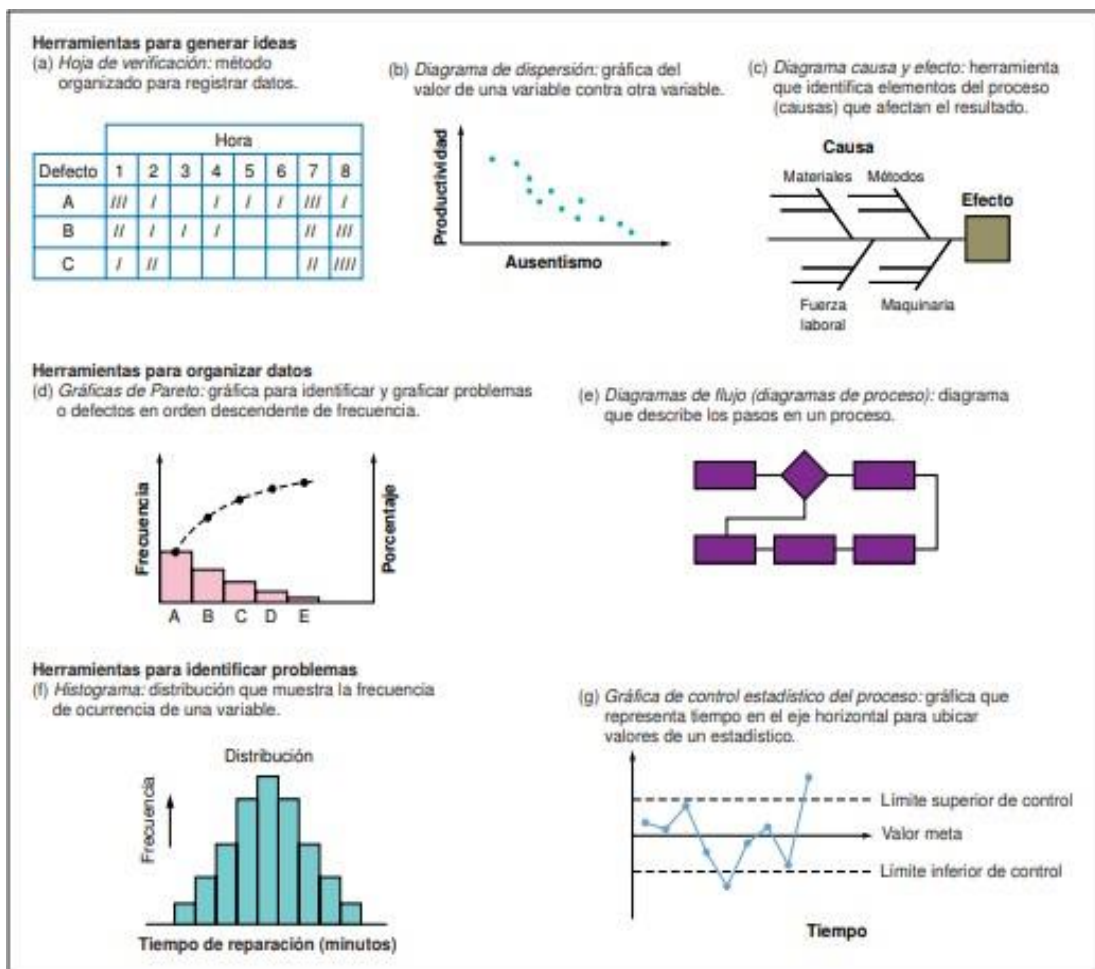 Herramientas para generar ideas
(a) Hoja de verificación: método
organizado para registrar datos.
Hora
Defecto 1 2 3 4 5 6 7 8
A /// / / / / /// /
B // / / / // ///
C / // // ////
(b) Diagrama de dispersión: gráfica del
valor de una variable contra otra variable.
Productividad
Ausentismo
(c) Diagrama causa y efecto: herramienta
que identifica elementos del proceso
(causas) que afectan el resultado.
Causa
Materiales Métodos
Efecto
Fuerza
laboral
Maquinaria
Herramientas para organizar datos
(d) Gráficas de Pareto: gráfica para identificar y graficar problemas
o defectos en orden descendente de frecuencia.
Frecuencia
Porcentaje
A B C D E
(e) Diagramas de flujo (diagramas de proceso): diagrama
que describe los pasos en un proceso.
Herramientas para identificar problemas
(f) Histograma: distribución que muestra la frecuencia
de ocurrencia de una variable.
Distribución
Frecuencia
Tiempo de reparación (minutos)
(g) Gráfica de control estadístico del proceso: gráfica que
representa tiempo en el eje horizontal para ubicar
valores de un estadístico.
Límite superior de control
Valor meta
Límite inferior de control
Tiempo